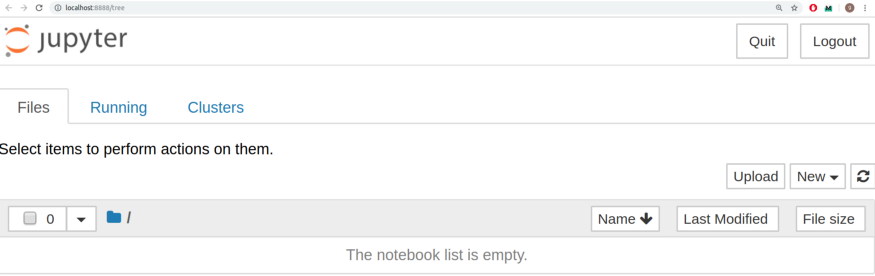 localhost:8888/tree
jupyter
Quit
Logout
Files
Running
Clusters
Select items to perform actions on them.
Upload
New
0
/
Name
Last Modified
File size
The notebook list is empty.